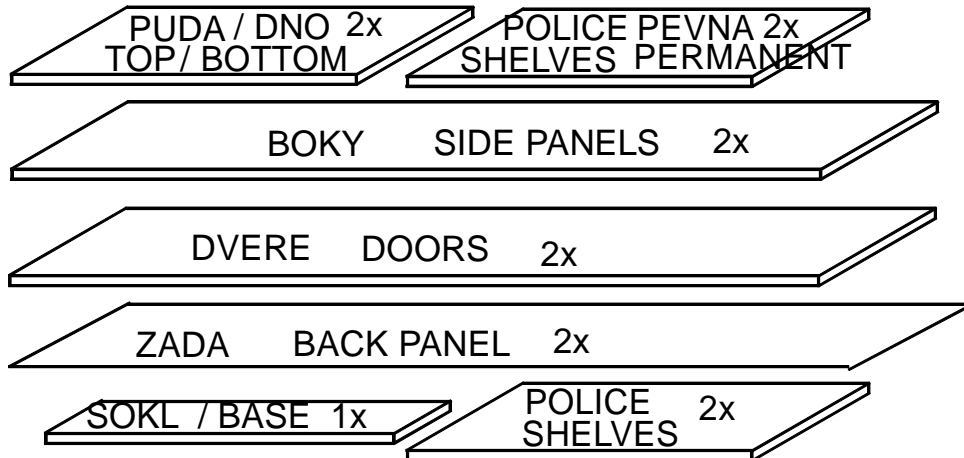 PUDA / DNO 2x
TOP/ BOTTOM
POLICE PEVNA 2x
SHELVES PERMANENT
BOKY SIDE PANELS 2x
DVERE DOORS 2x
ZADA BACK PANEL 2x
SOKL / BASE 1x
POLICE 2x
SHELVES